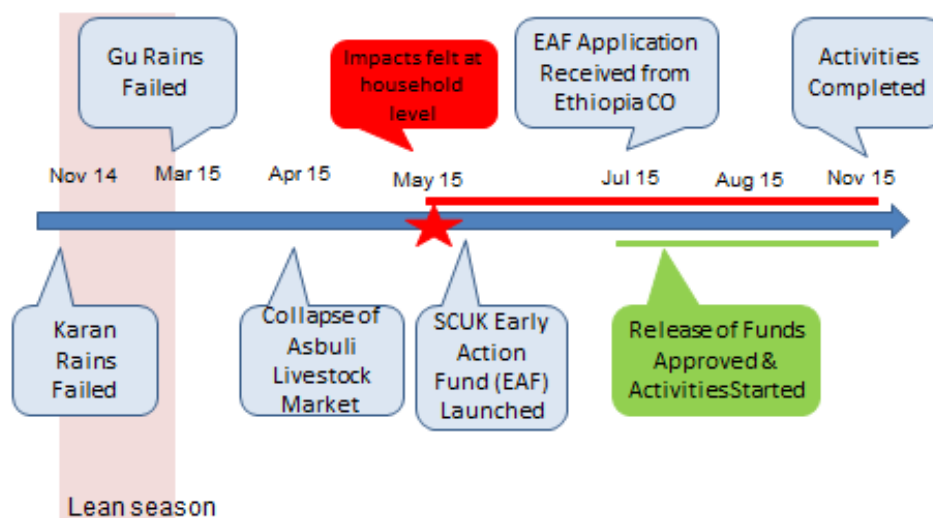 Gu Rains
Failed
Impacts felt at
household
level
EAF Application
Received from
Ethiopia CO
Activities
Completed
Nov 14
Mar 15
Apr 15
May 15
Jul 15
Aug 15
Nov 15
Karan
Rains
Failed
Collapse of
Asbuli
Livestock
Market
SCUK Early
Action
Fund (EAF)
Launched
Release of Funds
Approved &
Activities Started
Lean season